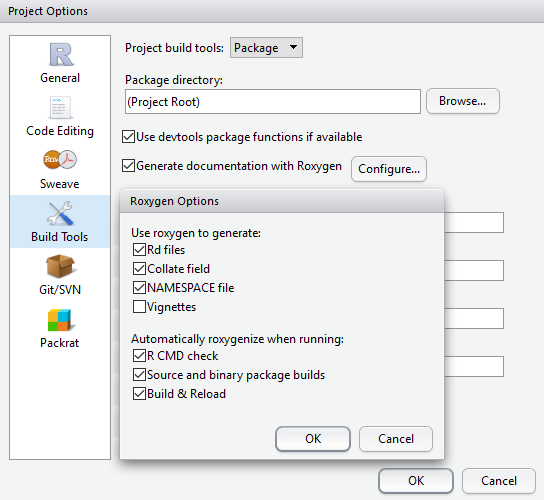 Project Options
General
Code Editing
Sweave
Build Tools
Git/SVN
Packrat
Project build tools: Package
Package directory:
(Project Root) Browse...
Use devtools package functions if available
Generate documentation with Roxygen Configure...
Roxygen Options
Use roxygen to generate:
Rd files
Collate field
NAMESPACE file
Vignettes
Automatically roxygenize when running:
R CMD check
Source and binary package builds
Build & Reload
OK Cancel
OK Cancel